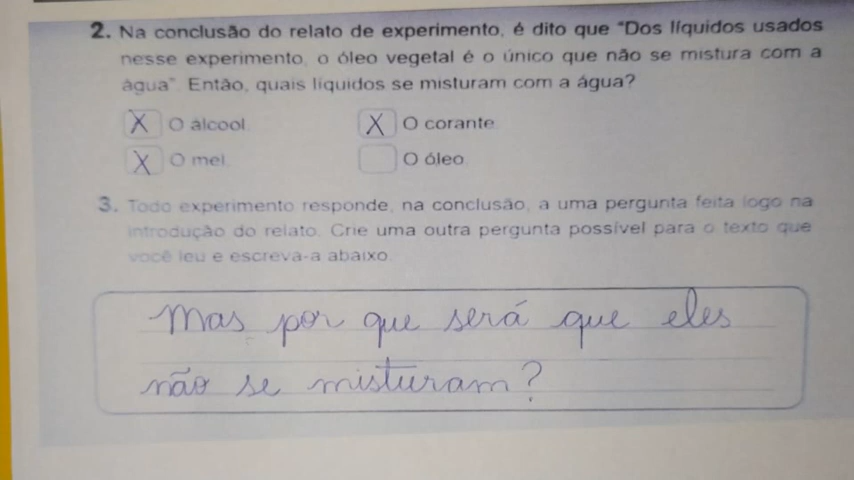 2. Na conclusão do relato de experimento, é dito que "Dos líquidos usados
nesse experimento, o óleo vegetal é o único que não se mistura com a
água". Então, quais líquidos se misturam com a água?
X O álcool. X O corante.
X O mel. O óleo.
3. Todo experimento responde, na conclusão, a uma pergunta feita logo na
introdução do relato. Crie uma outra pergunta possível para o texto que
você leu e escreva-a abaixo.
Mas por que será que eles
não se misturam?